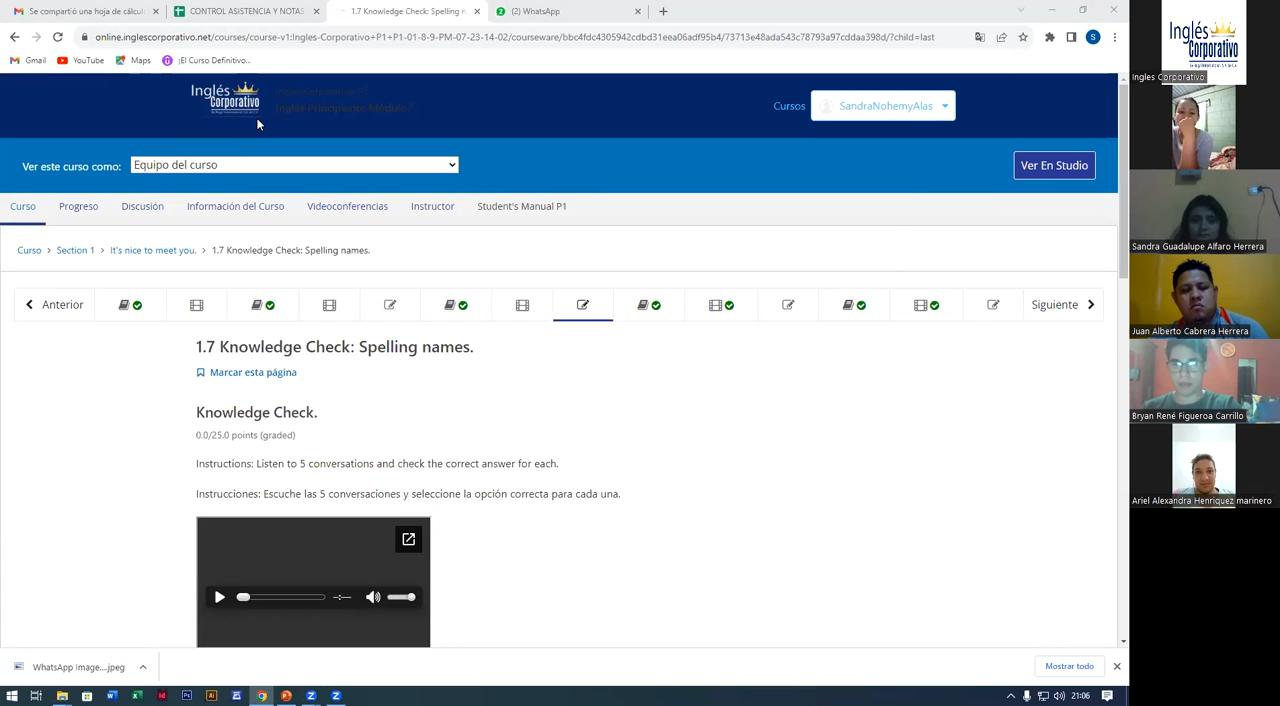 Se compartió una hoja de cálcul
CONTROL ASISTENCIA Y NOTAS
1.7 Knowledge Check: Spelling n
(2) WhatsApp
online.inglescorporativo.net/courses/course-v1:Ingles-Corporativo+P1+P1-01-8-9-PM-07-23-14-02/courseware/bbc4fdc4305942cdbd31eea06adf95b4/73713e48ada543c78793a97cddaa398d/?child=last
Gmail
YouTube
Maps
¡El Curso Definitivo...
Inglés
Corporativo
Inglés Principiente Módulo
Cursos
SandraNohemyAlas
Ver este curso como:
Equipo del curso
Ver En Studio
Curso
Progreso
Discusión
Información del Curso
Videoconferencias
Instructor
Student's Manual P1
Curso > Section 1 > It's nice to meet you. > 1.7 Knowledge Check: Spelling names.
Anterior
Siguiente
1.7 Knowledge Check: Spelling names.
Marcar esta página
Knowledge Check.
0.0/25.0 points (graded)
Instructions: Listen to 5 conversations and check the correct answer for each.
Instrucciones: Escuche las 5 conversaciones y seleccione la opción correcta para cada una.
-:--
WhatsApp Image....jpeg
Mostrar todo
21:06
Inglés
Corporativo
Ingles Corporativo
Sandra Guadalupe Alfaro Herrera
Juan Alberto Cabrera Herrera
Bryan René Figueroa Carrillo
Ariel Alexandra Henriquez marinero